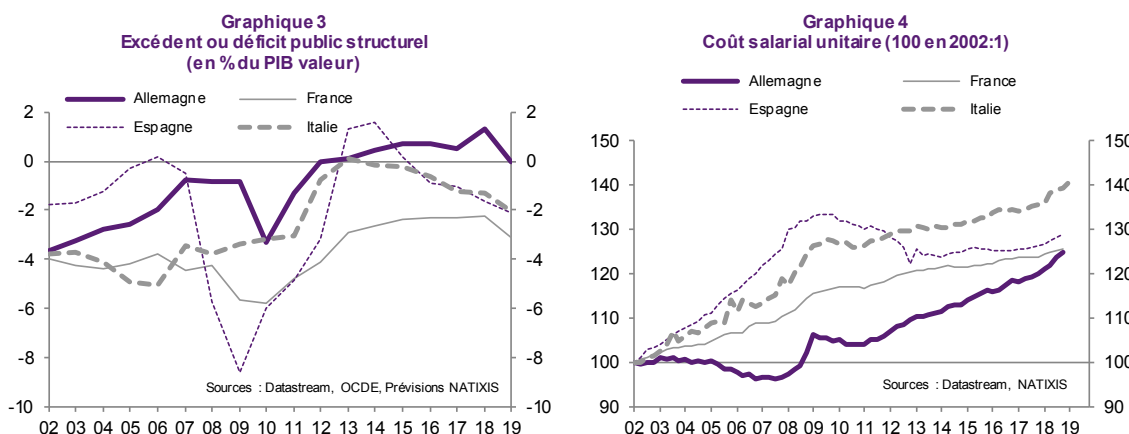 Graphique 3
Excédent ou déficit public structurel
(en % du PIB valeur)
Allemagne France
Espagne Italie
2 2
0 0
-2 -2
-4 -4
-6 -6
-8 -8
Sources : Datastream, OCDE, Prévisions NATIXIS
-10 -10
02 03 04 05 06 07 08 09 10 11 12 13 14 15 16 17 18 19
Graphique 4
Coût salarial unitaire (100 en 2002:1)
Allemagne France
Espagne Italie
150 150
140 140
130 130
120 120
110 110
100 100
Sources : Datastream, NATIXIS
90 90
02 03 04 05 06 07 08 09 10 11 12 13 14 15 16 17 18 19